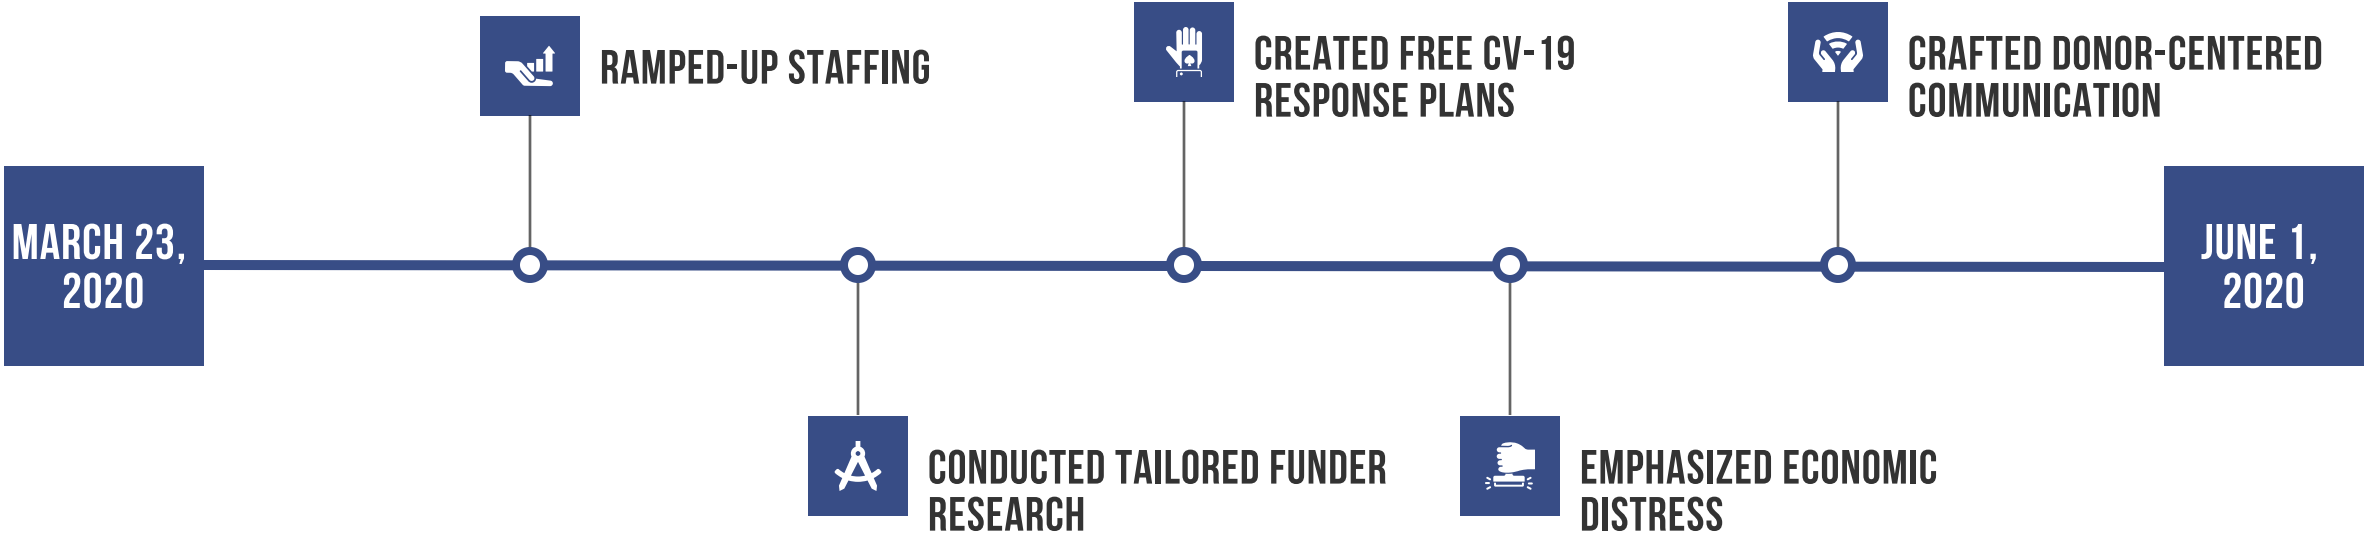 RAMPED-UP STAFFING
CREATED FREE CV-19
RESPONSE PLANS
CRAFTED DONOR-CENTERED
COMMUNICATION
MARCH 23,
2020
JUNE 1,
2020
CONDUCTED TAILORED FUNDER
RESEARCH
EMPHASIZED ECONOMIC
DISTRESS